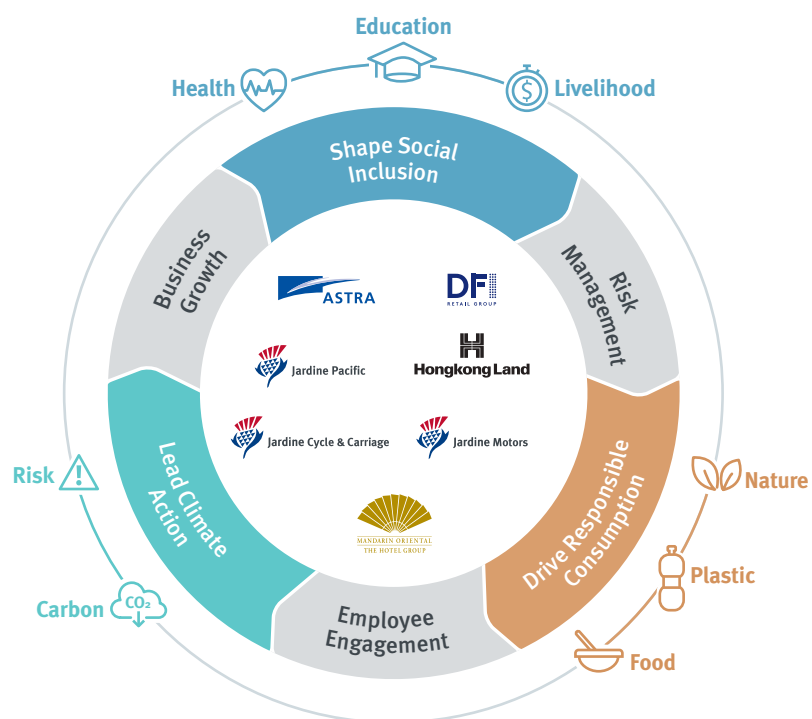 Education
Health
Livelihood
Shape Social
Inclusion
Business
Growth
Risk
Management
ASTRA
DFI
RETAIL GROUP
Jardine Pacific
Hongkong Land
Jardine Cycle & Carriage
Jardine Motors
MANDARIN ORIENTAL
THE HOTEL GROUP
Risk
Lead Climate
Action
Carbon
CO₂
Drive Responsible
Consumption
Nature
Plastic
Food
Employee
Engagement
$